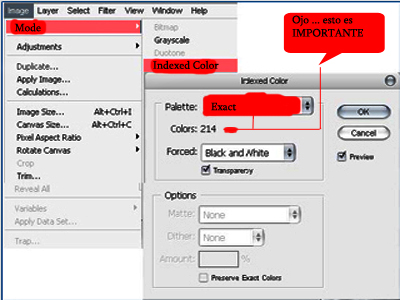 Image Layer Select Filter View Window Help
Mode
Adjustments
Duplicate...
Apply Image...
Calculations...
Image Size... Alt+Ctrl+I
Canvas Size... Alt+Ctrl+C
Pixel Aspect Ratio
Rotate Canvas
Crop
Trim...
Reveal All
Variables
Apply Data Set...
Trap...
Bitmap
Grayscale
Duotone
Indexed Color
Ojo ... esto es
IMPORTANTE
Indexed Color
Palette: Exact
Colors: 214
Forced: Black and White
Transparency
OK
Cancel
Preview
Options
Matte: None
Dither: None
Amount: %
Preserve Exact Colors